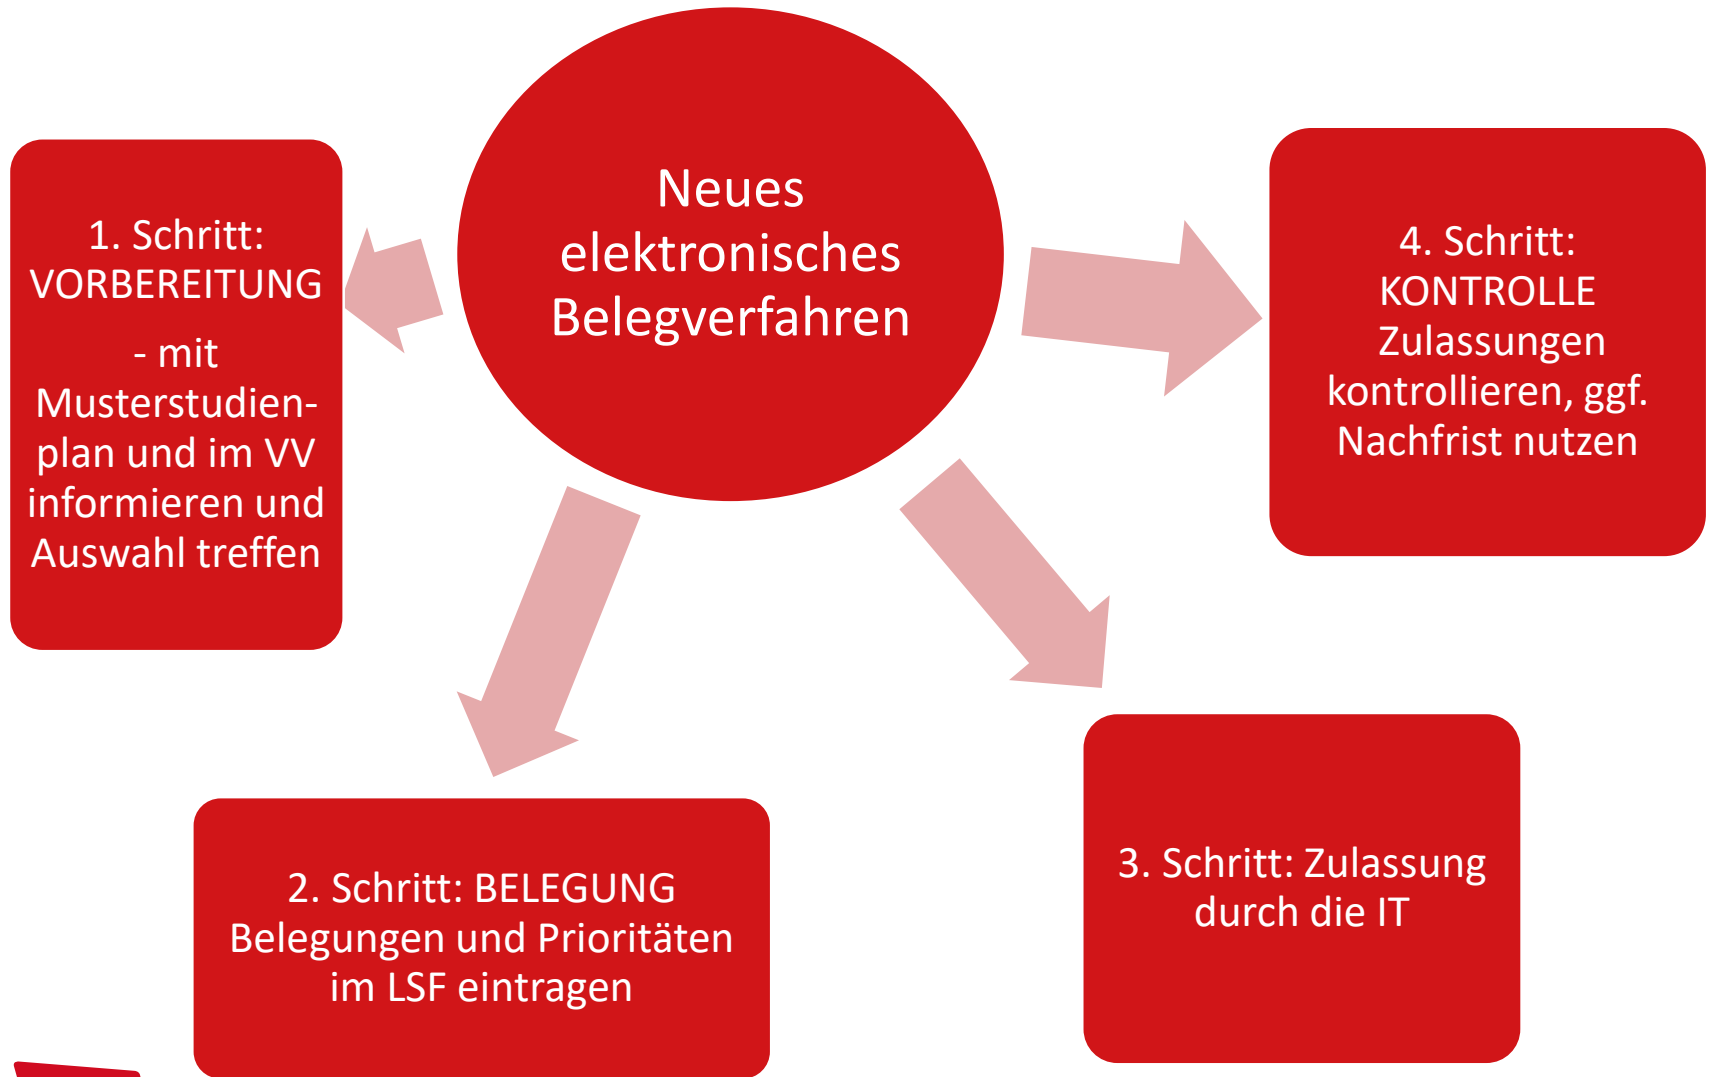 Neues
elektronisches
Belegverfahren
1. Schritt:
VORBEREITUNG
- mit
Musterstudien-
plan und im VV
informieren und
Auswahl treffen
2. Schritt: BELEGUNG
Belegungen und Prioritäten
im LSF eintragen
3. Schritt: Zulassung
durch die IT
4. Schritt:
KONTROLLE
Zulassungen
kontrollieren, ggf.
Nachfrist nutzen